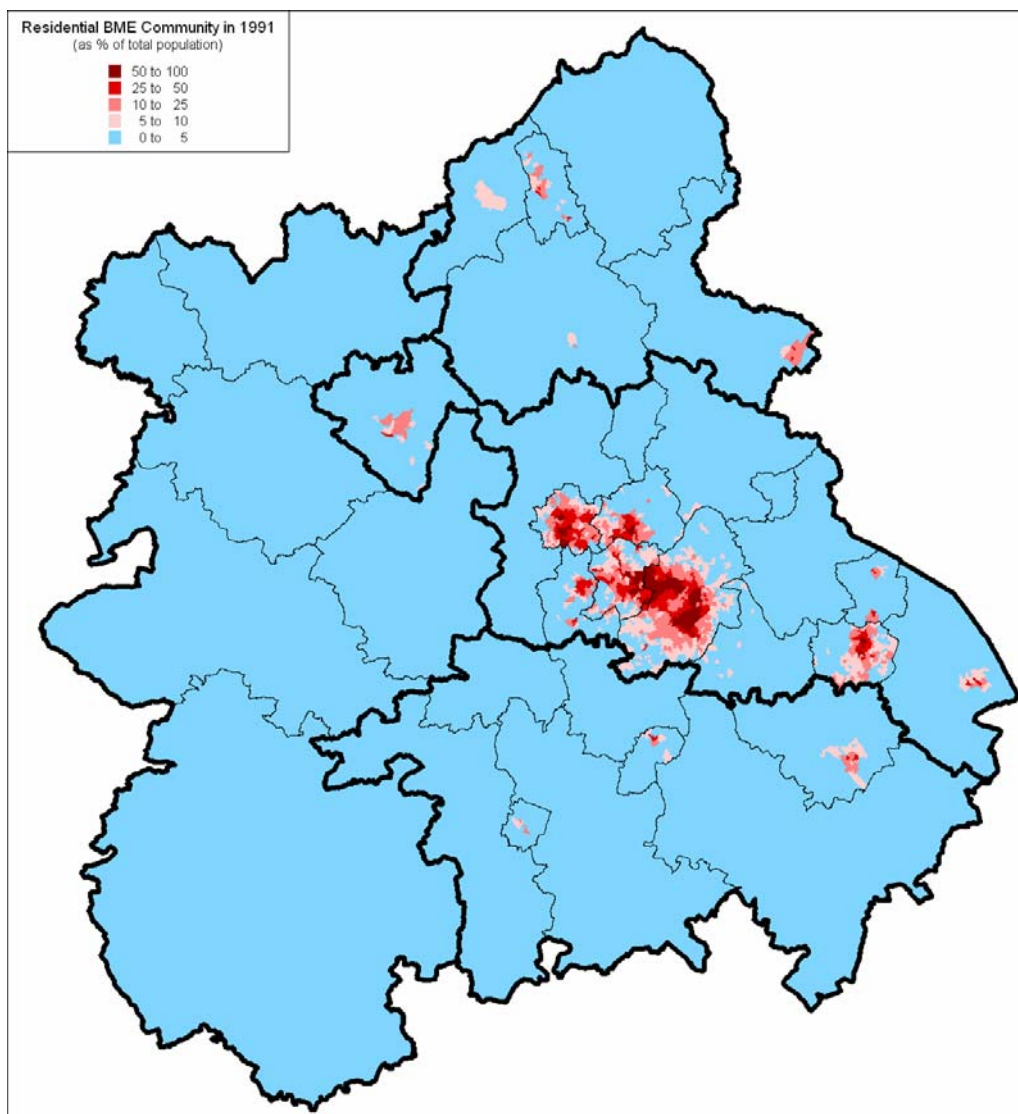 Residential BME Community in 1991
(as % of total population)
50 to 100
25 to 50
10 to 25
5 to 10
0 to 5